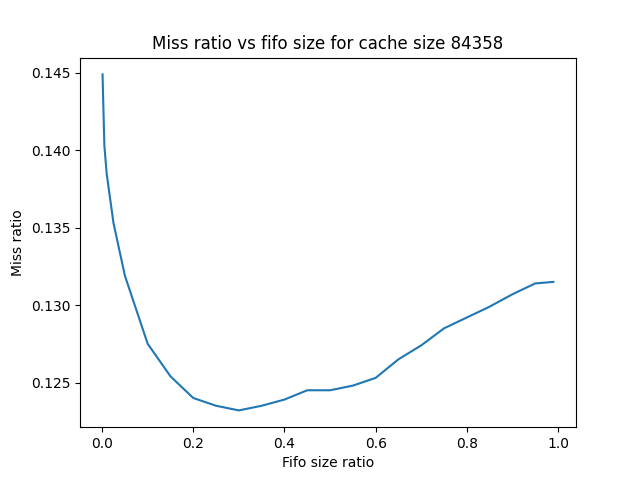 Miss ratio vs fifo size for cache size 84358
0.145
0.140
0.135
0.130
0.125
Miss ratio
0.0 0.2 0.4 0.6 0.8 1.0
Fifo size ratio